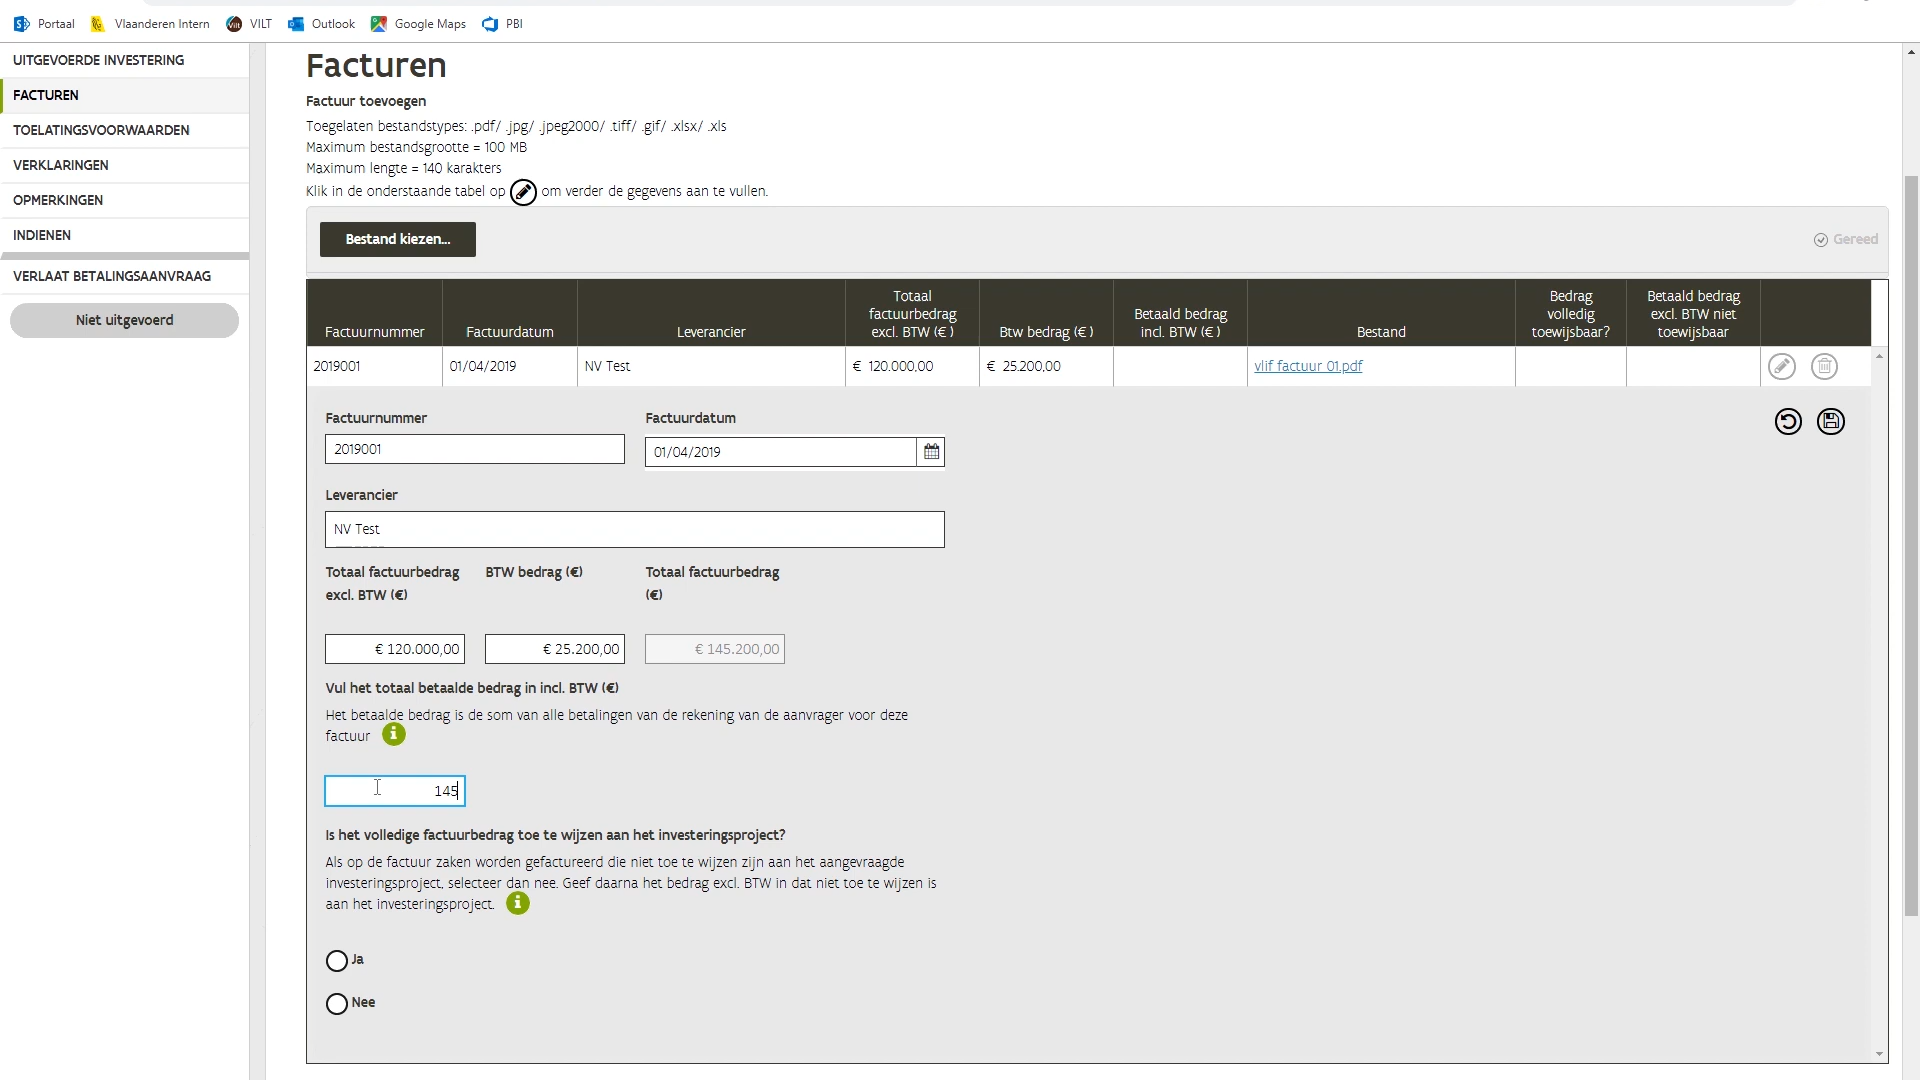 Portaal Vlaanderen Intern VILT Outlook Google Maps PBI
UITGEVOERDE INVESTERING
FACTUREN
TOELATINGSVOORWAARDEN
VERKLARINGEN
OPMERKINGEN
INDIENEN
VERLAAT BETALINGSAANVRAAG
Niet uitgevoerd
Facturen
Factuur toevoegen
Toegelaten bestandstypes: .pdf/ .jpg/ .jpeg2000/ .tiff/ .gif/ .xlsx/ .xls
Maximum bestandsgrootte = 100 MB
Maximum lengte = 140 karakters
Klik in de onderstaande tabel op om verder de gegevens aan te vullen.
Bestand kiezen...
Gereed
Factuurnummer
Factuurdatum
Leverancier
Totaal
factuurbedrag
excl. BTW (€ )
Btw bedrag (€ )
Betaald bedrag
incl. BTW (€ )
Bestand
Bedrag
volledig
toewijsbaar?
Betaald bedrag
excl. BTW niet
toewijsbaar
2019001 01/04/2019 NV Test € 120.000,00 € 25.200,00 vlif factuur 01.pdf
Factuurnummer Factuurdatum
2019001 01/04/2019
Leverancier
NV Test
Totaal factuurbedrag
excl. BTW (€)
BTW bedrag (€)
Totaal factuurbedrag
(€)
€ 120.000,00 € 25.200,00 € 145.200,00
Vul het totaal betaalde bedrag in incl. BTW (€)
Het betaalde bedrag is de som van alle betalingen van de rekening van de aanvrager voor deze
factuur
145
Is het volledige factuurbedrag toe te wijzen aan het investeringsproject?
Als op de factuur zaken worden gefactureerd die niet toe te wijzen zijn aan het aangevraagde
investeringsproject, selecteer dan nee. Geef daarna het bedrag excl. BTW in dat niet toe te wijzen is
aan het investeringsproject.
Ja
Nee